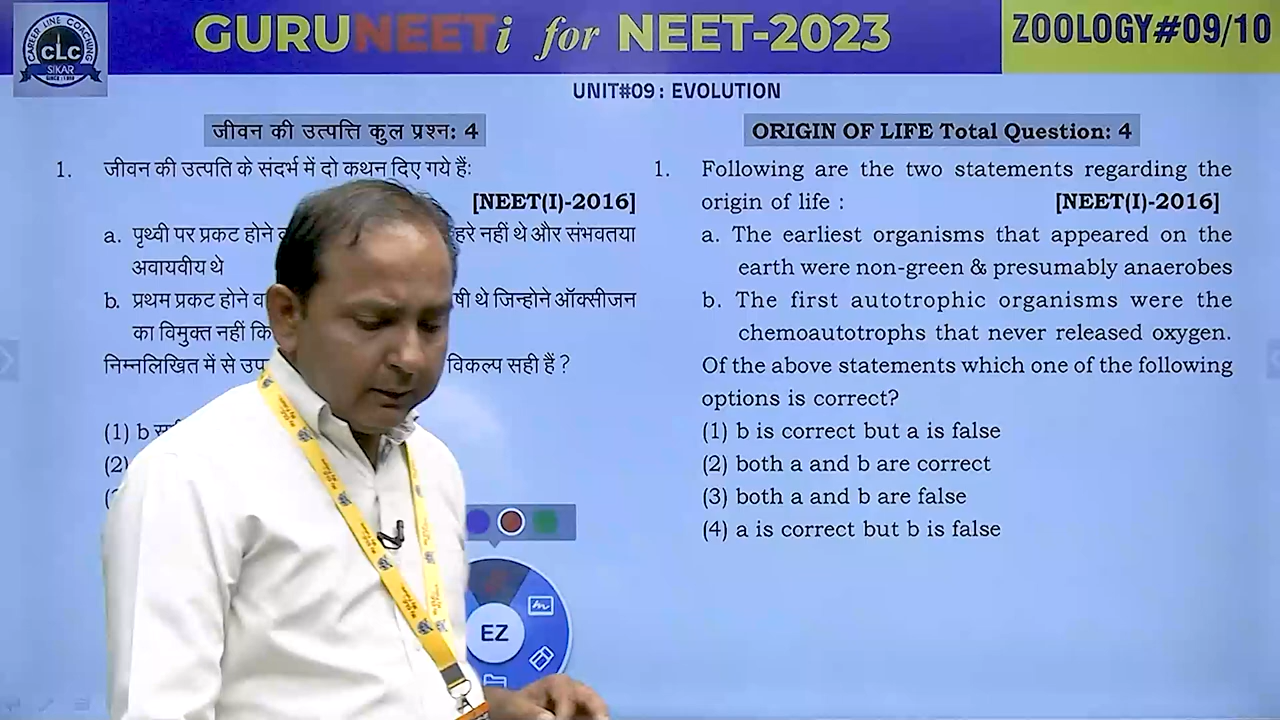 CAREER LINE COACHING
CLC
SIKAR
SINCE : 1996
GURUNEETi for NEET-2023
ZOOLOGY#09/10
UNIT#09 : EVOLUTION
जीवन की उत्पत्ति कुल प्रश्न: 4
1. जीवन की उत्पति के संदर्भ में दो कथन दिए गये हैं:
[NEET(I)-2016]
a. पृथ्वी पर प्रकट होने हरे नहीं थे और संभवतया
अवायवीय थे
b. प्रथम प्रकट होने षी थे जिन्होने ऑक्सीजन
का विमुक्त नहीं
निम्नलिखित में से विकल्प सही हैं ?
(1) b
(2)
ORIGIN OF LIFE Total Question: 4
1. Following are the two statements regarding the
origin of life : [NEET(I)-2016]
a. The earliest organisms that appeared on the
earth were non-green & presumably anaerobes
b. The first autotrophic organisms were the
chemoautotrophs that never released oxygen.
Of the above statements which one of the following
options is correct?
(1) b is correct but a is false
(2) both a and b are correct
(3) both a and b are false
(4) a is correct but b is false
EZ